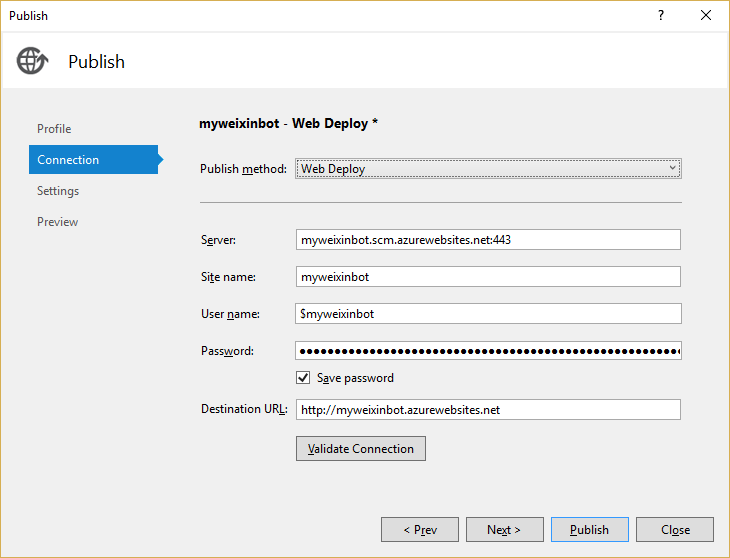 Publish
?
Publish
Profile
Connection
Settings
Preview
myweixinbot - Web Deploy *
Publish method: Web Deploy
Server: myweixinbot.scm.azurewebsites.net:443
Site name: myweixinbot
User name: $myweixinbot
Password: ●●●●●●●●●●●●●●●●●●●●●●●●●●●●●●●●●●●●●●●●●●●●●●●●●●●●●●
Save password
Destination URL: http://myweixinbot.azurewebsites.net
Validate Connection
< Prev Next > Publish Close